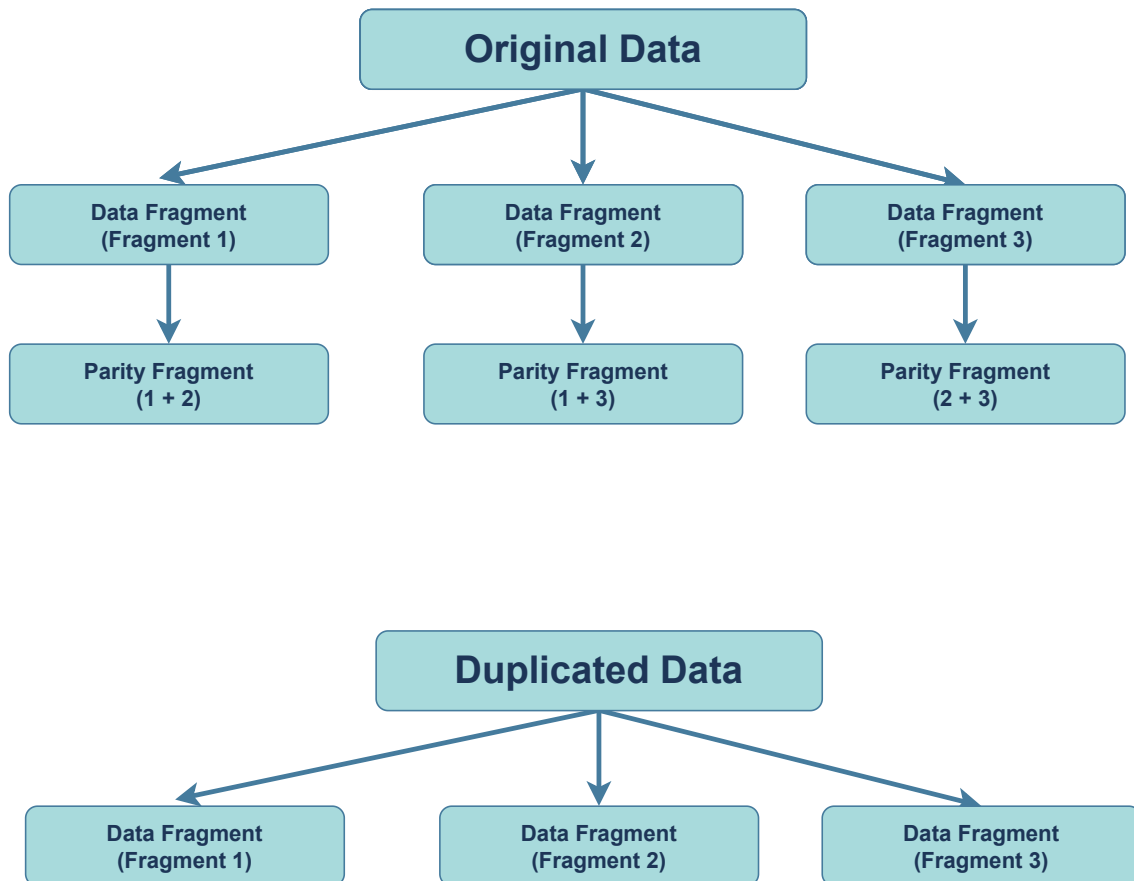 Original Data
Data Fragment
(Fragment 1)
Data Fragment
(Fragment 2)
Data Fragment
(Fragment 3)
Parity Fragment
(1 + 2)
Parity Fragment
(1 + 3)
Parity Fragment
(2 + 3)
Duplicated Data
Data Fragment
(Fragment 1)
Data Fragment
(Fragment 2)
Data Fragment
(Fragment 3)